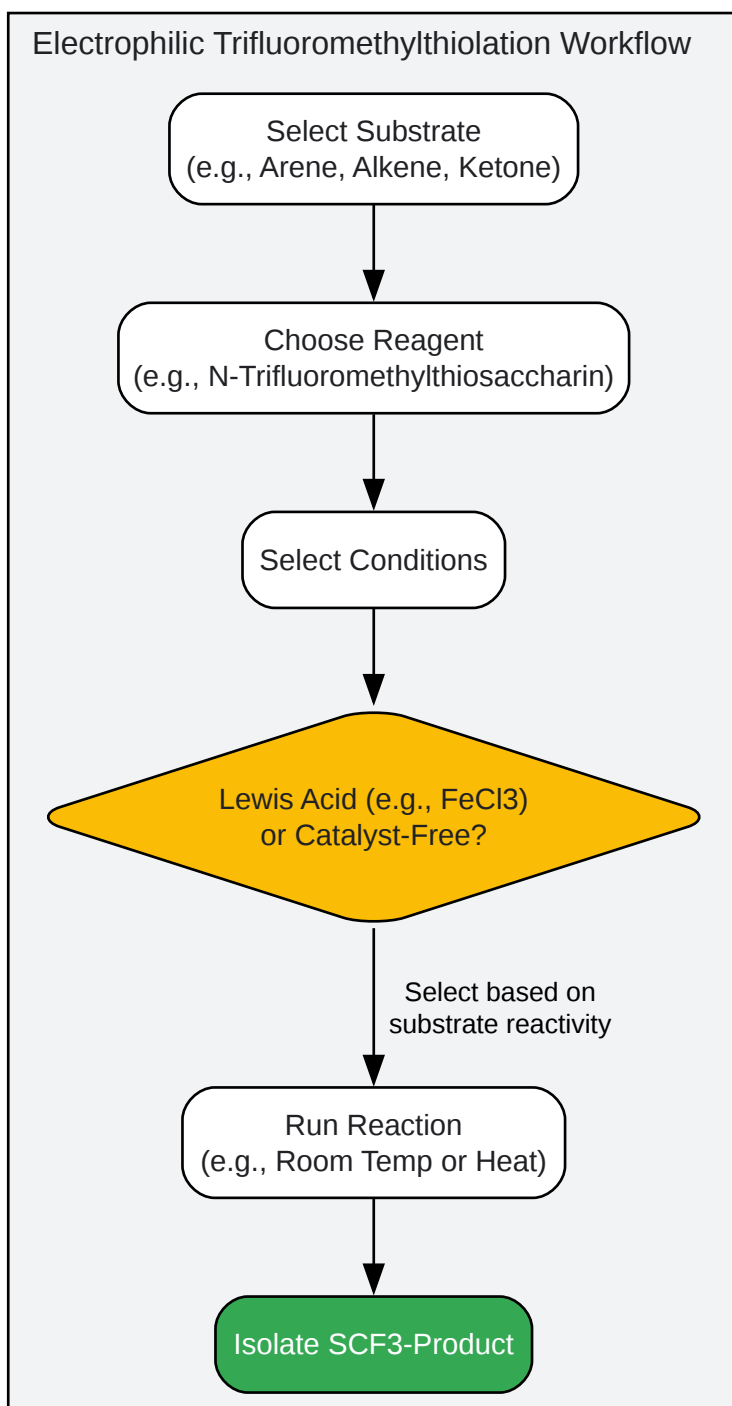 Electrophilic Trifluoromethylthiolation Workflow
Select Substrate
(e.g., Arene, Alkene, Ketone)
Choose Reagent
(e.g., N-Trifluoromethylthiosaccharin)
Select Conditions
Lewis Acid (e.g., FeCl3)
or Catalyst-Free?
Select based on
substrate reactivity
Run Reaction
(e.g., Room Temp or Heat)
Isolate SCF3-Product